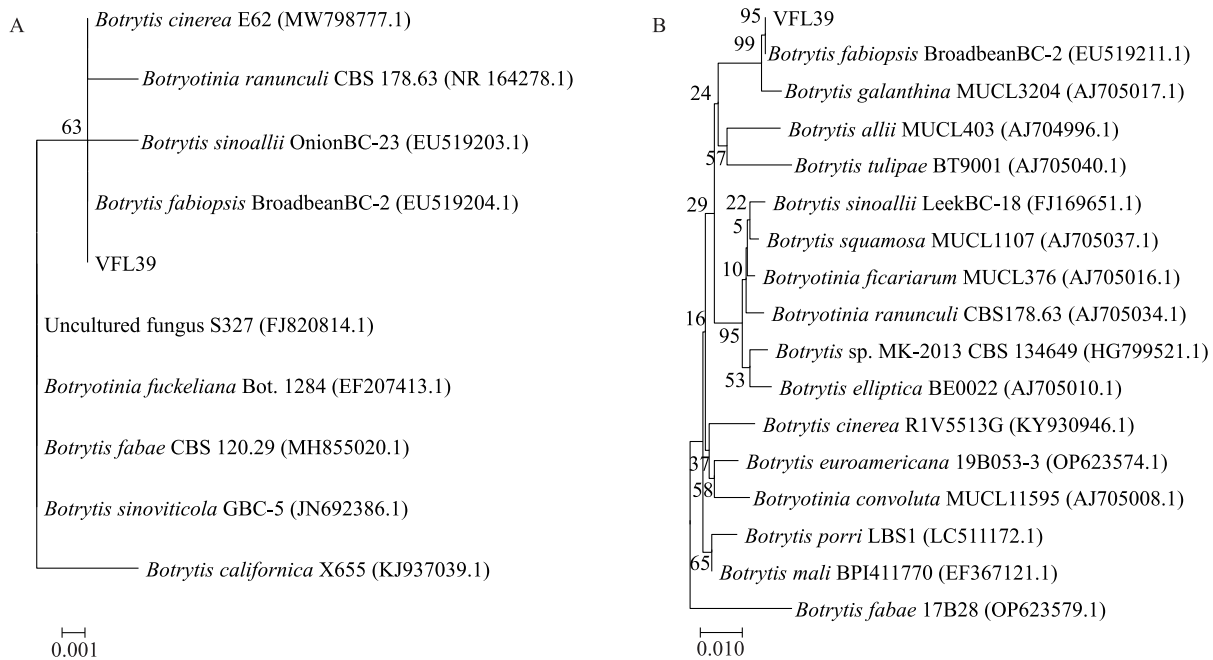 A
Botrytis cinerea E62 (MW798777.1)
Botryotinia ranunculi CBS 178.63 (NR 164278.1)
63
Botrytis sinoallii OnionBC-23 (EU519203.1)
Botrytis fabiopsis BroadbeanBC-2 (EU519204.1)
VFL39
Uncultured fungus S327 (FJ820814.1)
Botryotinia fuckeliana Bot. 1284 (EF207413.1)
Botrytis fabae CBS 120.29 (MH855020.1)
Botrytis sinoviticola GBC-5 (JN692386.1)
Botrytis californica X655 (KJ937039.1)
0.001
B
95
VFL39
99
Botrytis fabiopsis BroadbeanBC-2 (EU519211.1)
Botrytis galanthina MUCL3204 (AJ705017.1)
24
Botrytis allii MUCL403 (AJ704996.1)
57
Botrytis tulipae BT9001 (AJ705040.1)
29
22
Botrytis sinoallii LeekBC-18 (FJ169651.1)
5
Botrytis squamosa MUCL1107 (AJ705037.1)
10
Botryotinia ficariarum MUCL376 (AJ705016.1)
Botryotinia ranunculi CBS178.63 (AJ705034.1)
16
95
Botrytis sp. MK-2013 CBS 134649 (HG799521.1)
53
Botrytis elliptica BE0022 (AJ705010.1)
Botrytis cinerea R1V5513G (KY930946.1)
37
Botrytis euroamericana 19B053-3 (OP623574.1)
58
Botryotinia convoluta MUCL11595 (AJ705008.1)
Botrytis porri LBS1 (LC511172.1)
65
Botrytis mali BPI411770 (EF367121.1)
Botrytis fabae 17B28 (OP623579.1)
0.010